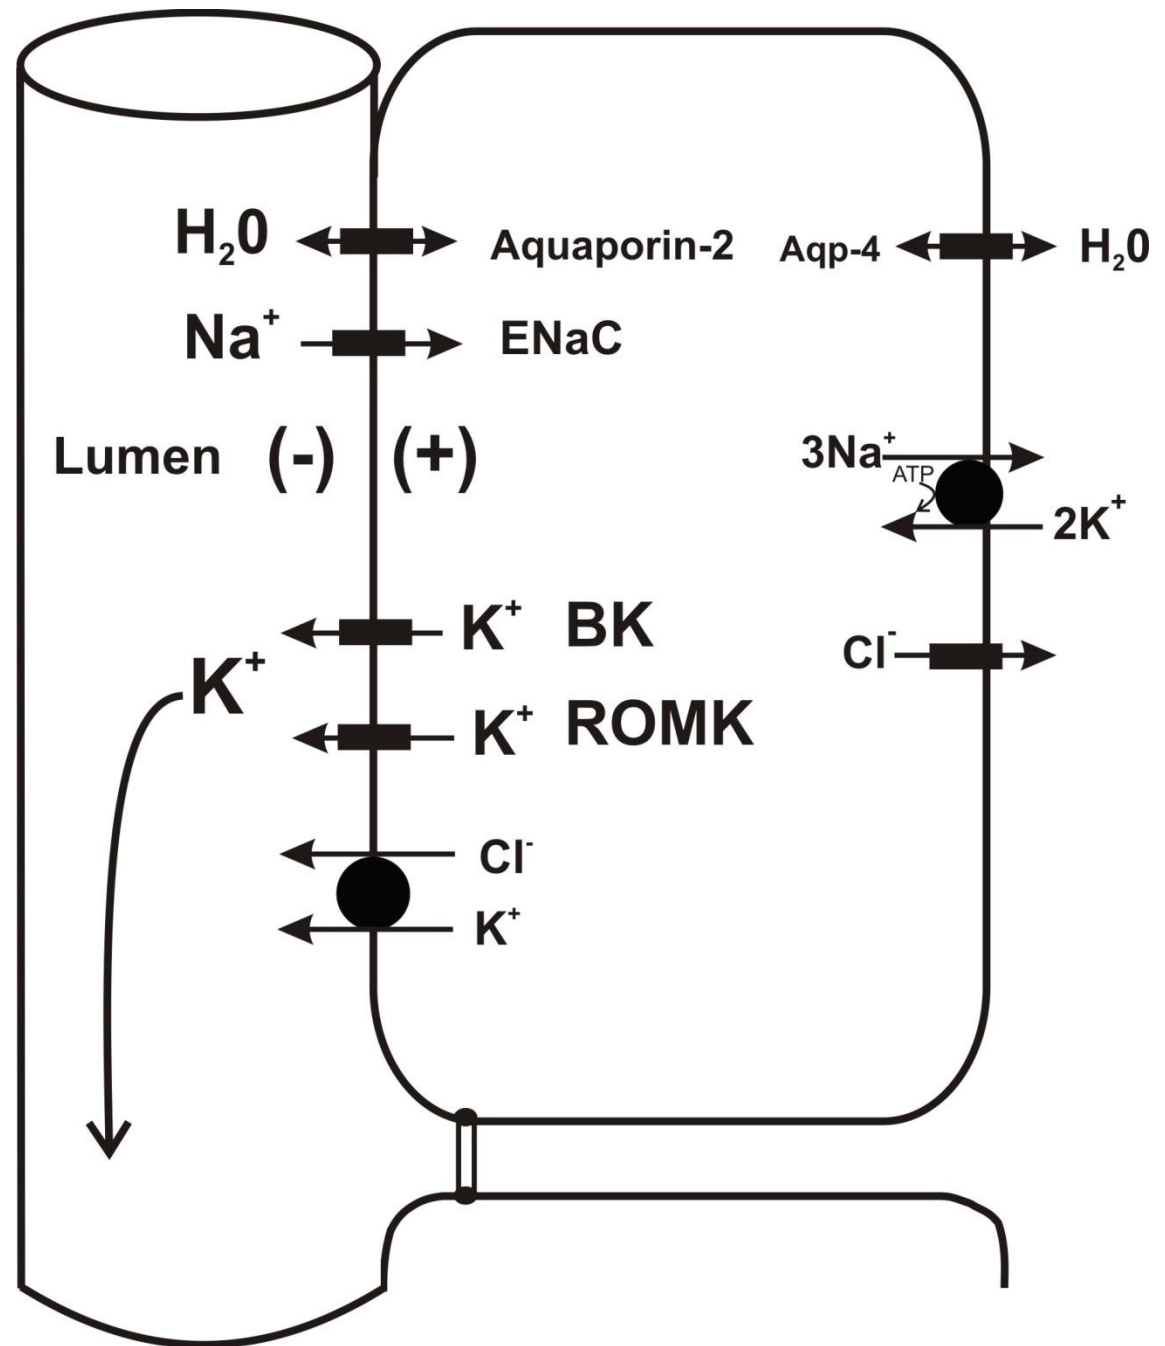 H₂0 Aquaporin-2 Aqp-4 H₂0
Na⁺ ENaC
Lumen (-) (+)
3Na⁺
ATP
2K⁺
K⁺ BK
Cl⁻
K⁺
K⁺ ROMK
Cl⁻
K⁺